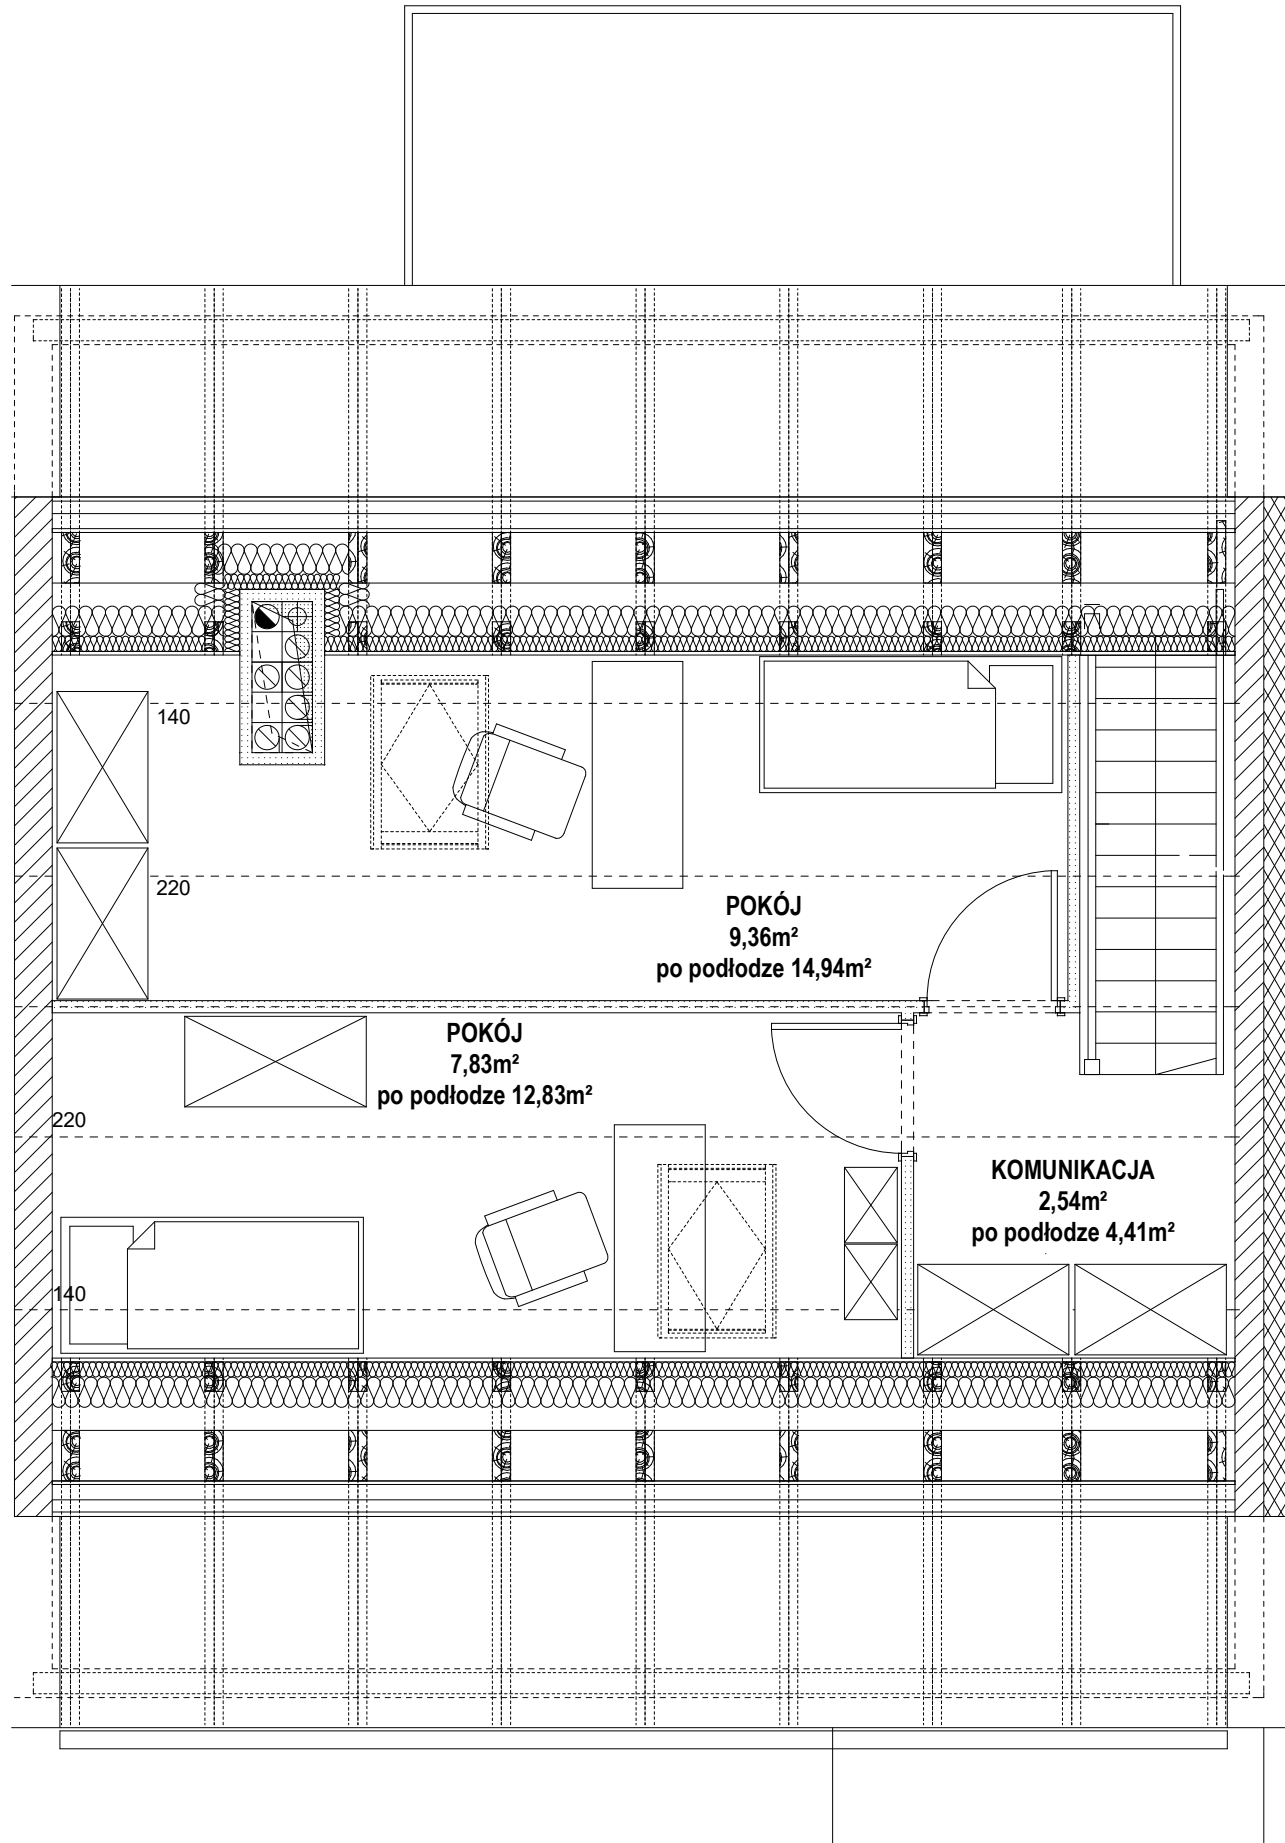 140
220
POKÓJ
9,36m²
po podłodze 14,94m²
POKÓJ
7,83m²
po podłodze 12,83m²
220
KOMUNIKACJA
2,54m²
po podłodze 4,41m²
140